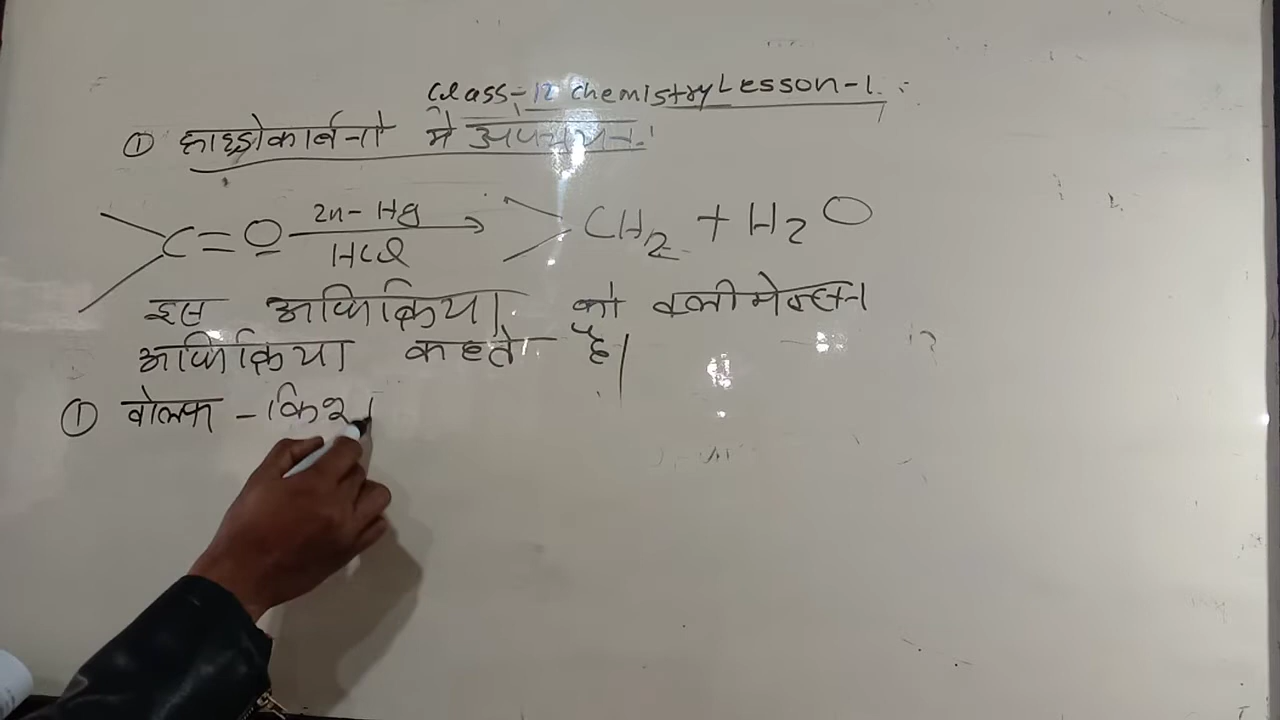 Class-12 Chemistry Lesson-1.
① हाइड्रोकार्बनो मे अपचयन:
C=O Zn-Hg HCl CH2 + H2O
इस अभिक्रिया को क्लीमेन्सन
अभिक्रिया कहते है|
① वोल्फ - किश